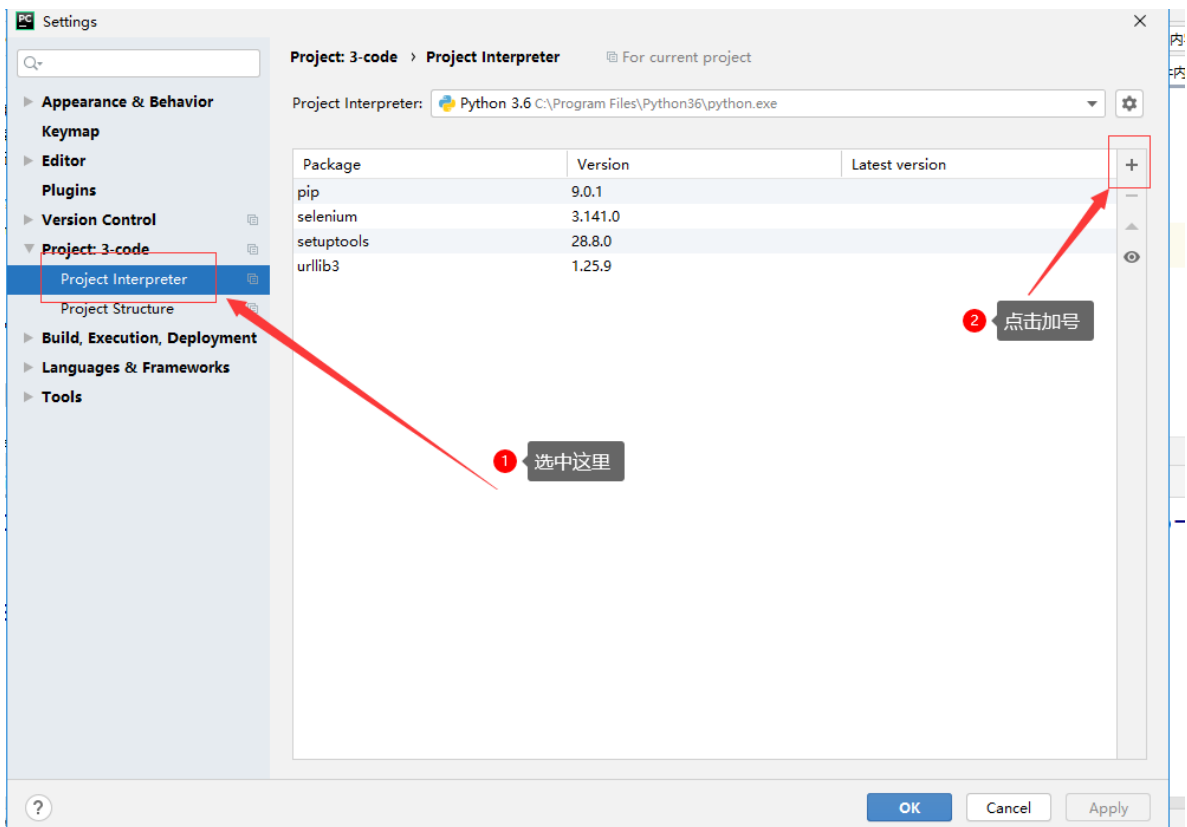 PC Settings
Project: 3-code › Project Interpreter For current project
Project Interpreter: Python 3.6 C:\Program Files\Python36\python.exe
Appearance & Behavior
Keymap
Editor
Plugins
Version Control
Project: 3-code
Project Interpreter
Project Structure
Build, Execution, Deployment
Languages & Frameworks
Tools
Package Version Latest version
pip 9.0.1
selenium 3.141.0
setuptools 28.8.0
urllib3 1.25.9
2 点击加号
1 选中这里
? OK Cancel Apply